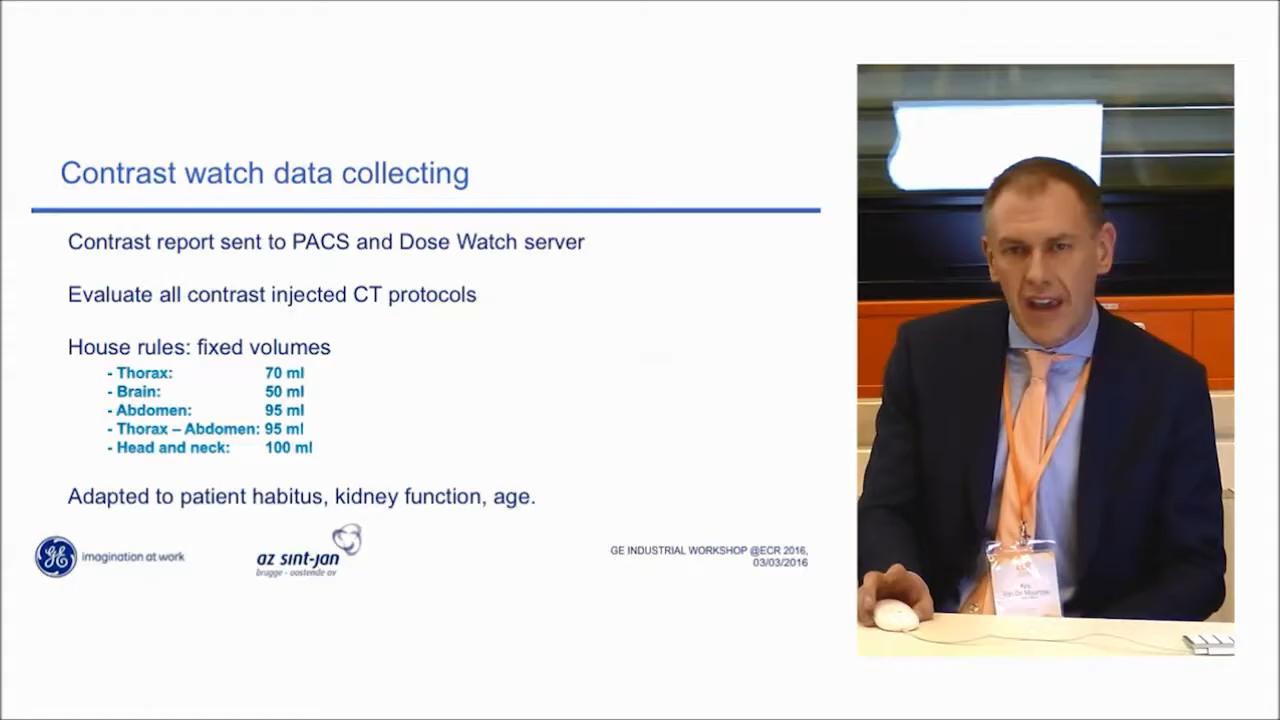 Contrast watch data collecting
Contrast report sent to PACS and Dose Watch server
Evaluate all contrast injected CT protocols
House rules: fixed volumes
- Thorax: 70 ml
- Brain: 50 ml
- Abdomen: 95 ml
- Thorax – Abdomen: 95 ml
- Head and neck: 100 ml
Adapted to patient habitus, kidney function, age.
GE imagination at work
az sint-jan
brugge - oostende av
GE INDUSTRIAL WORKSHOP @ECR 2016,
03/03/2016
ECR